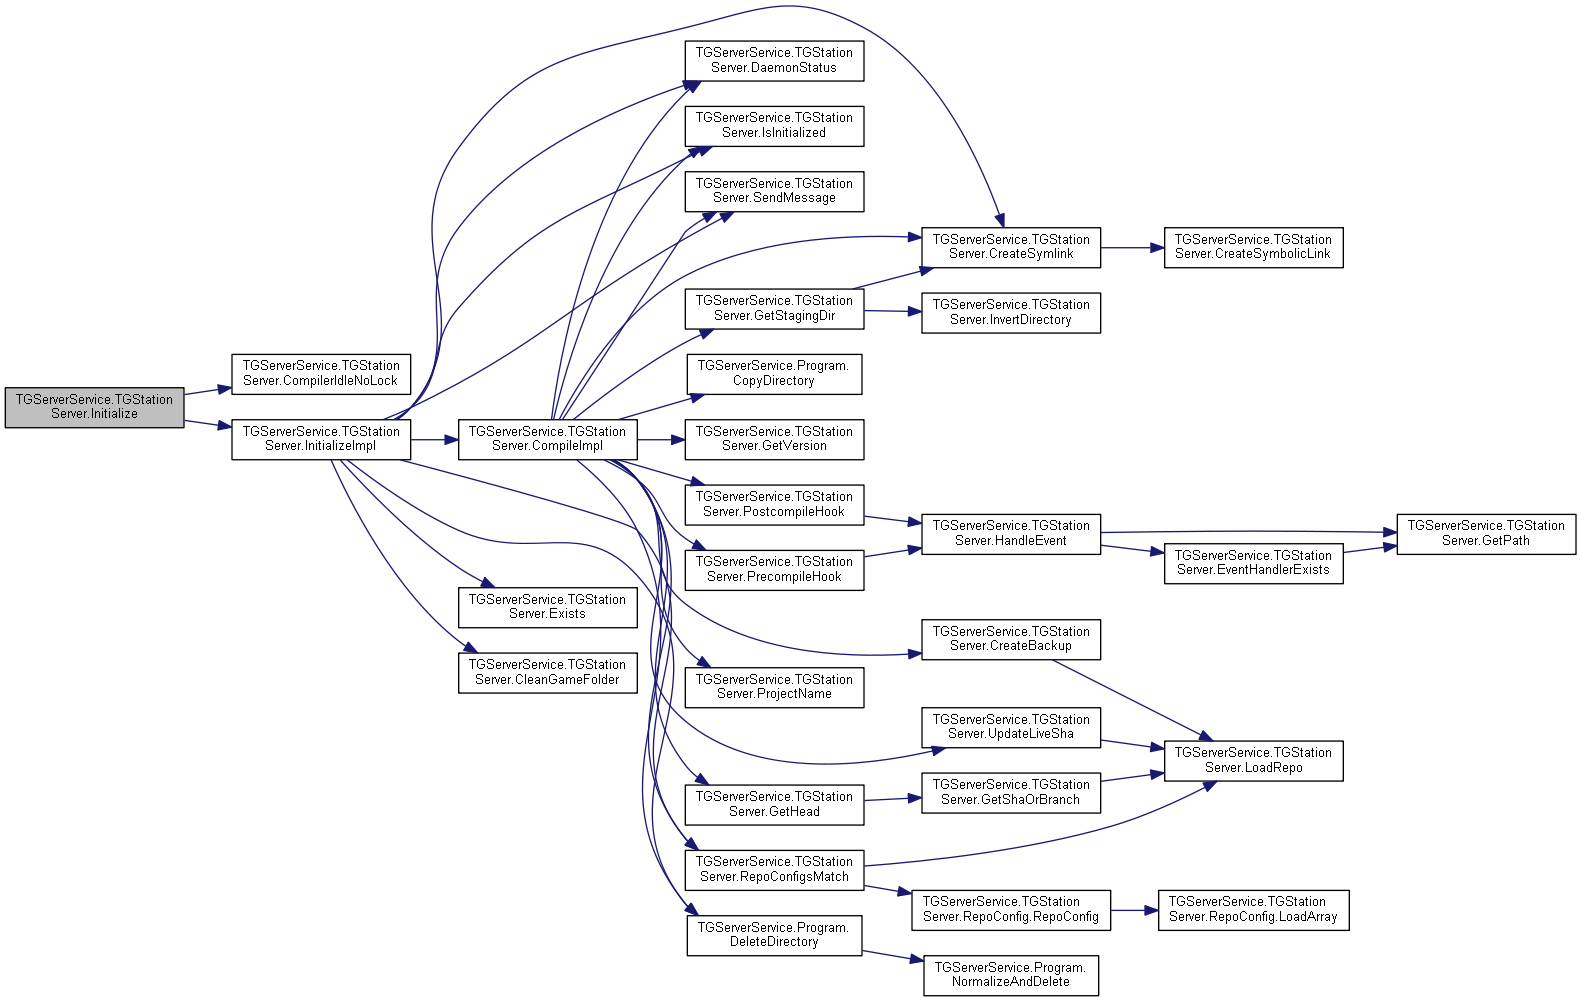 TGServerService.TGStation
Server.Initialize
TGServerService.TGStation
Server.CompilerIdleNoLock
TGServerService.TGStation
Server.InitializeImpl
TGServerService.TGStation
Server.CompileImpl
TGServerService.TGStation
Server.Exists
TGServerService.TGStation
Server.CleanGameFolder
TGServerService.TGStation
Server.DaemonStatus
TGServerService.TGStation
Server.IsInitialized
TGServerService.TGStation
Server.SendMessage
TGServerService.TGStation
Server.GetStagingDir
TGServerService.Program.
CopyDirectory
TGServerService.TGStation
Server.GetVersion
TGServerService.TGStation
Server.PostcompileHook
TGServerService.TGStation
Server.PrecompileHook
TGServerService.TGStation
Server.ProjectName
TGServerService.TGStation
Server.GetHead
TGServerService.TGStation
Server.RepoConfigsMatch
TGServerService.Program.
DeleteDirectory
TGServerService.TGStation
Server.CreateSymlink
TGServerService.TGStation
Server.InvertDirectory
TGServerService.TGStation
Server.HandleEvent
TGServerService.TGStation
Server.CreateBackup
TGServerService.TGStation
Server.UpdateLiveSha
TGServerService.TGStation
Server.GetShaOrBranch
TGServerService.TGStation
Server.RepoConfig.RepoConfig
TGServerService.Program.
NormalizeAndDelete
TGServerService.TGStation
Server.CreateSymbolicLink
TGServerService.TGStation
Server.EventHandlerExists
TGServerService.TGStation
Server.LoadRepo
TGServerService.TGStation
Server.RepoConfig.LoadArray
TGServerService.TGStation
Server.GetPath